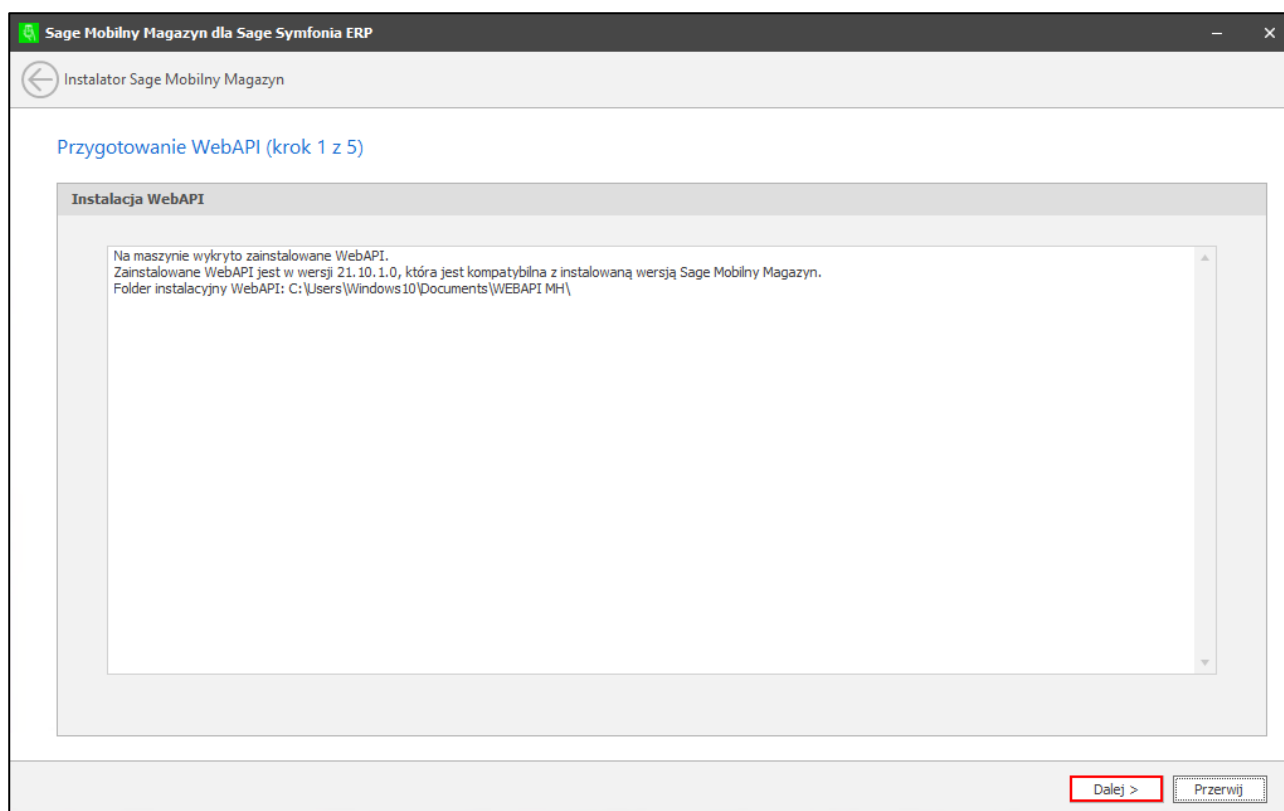 Sage Mobilny Magazyn dla Sage Symfonia ERP
Instalator Sage Mobilny Magazyn
Przygotowanie WebAPI (krok 1 z 5)
Instalacja WebAPI
Na maszynie wykryto zainstalowane WebAPI.
Zainstalowane WebAPI jest w wersji 21.10.1.0, która jest kompatybilna z instalowaną wersją Sage Mobilny Magazyn.
Folder instalacyjny WebAPI: C:\Users\Windows10\Documents\WEBAPI MH\
Dalej >
Przerwij